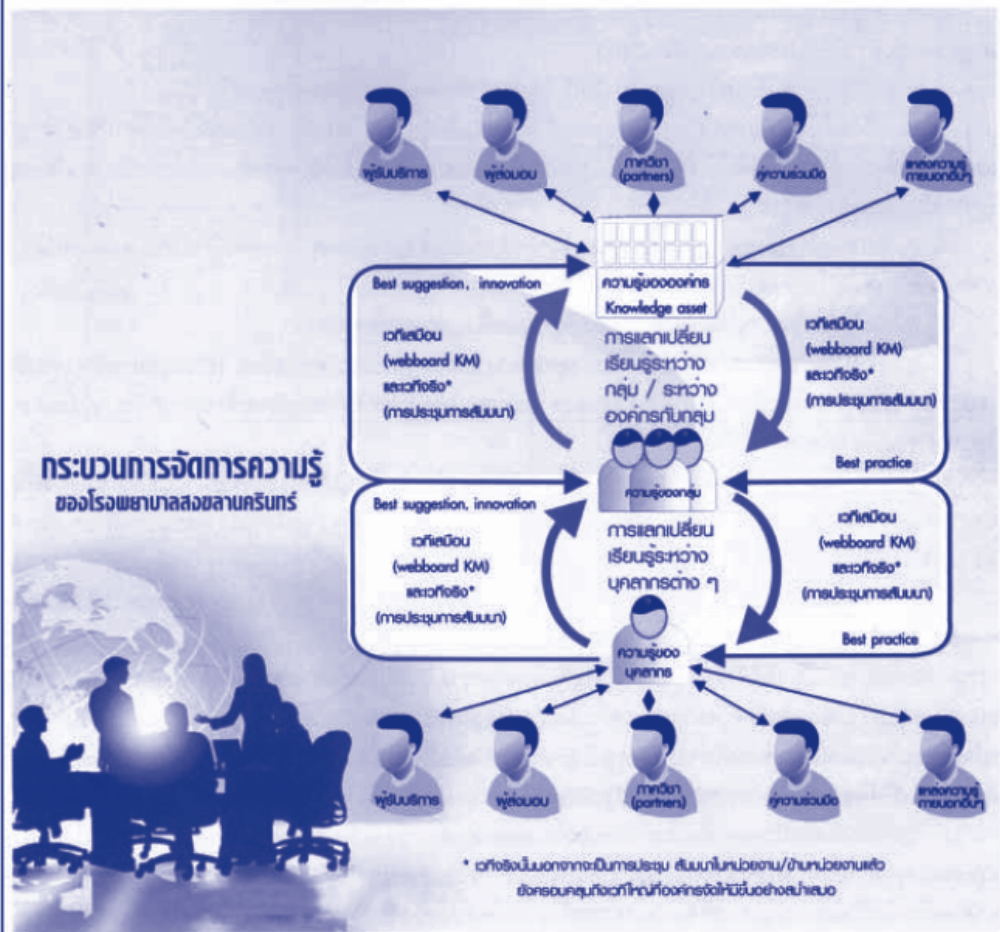 ผู้รับบริการ
ผู้ส่งมอบ
ภาควิชา
(partners)
คู่ความร่วมมือ
แหล่งความรู้
ภายนอกอื่นๆ
Best suggestion, innovation
ความรู้ขององค์กร
Knowledge asset
เวทีเสมือน
(webboard KM)
และเวทีจริง*
(การประชุมการสัมมนา)
การแลกเปลี่ยน
เรียนรู้ระหว่าง
กลุ่ม / ระหว่าง
องค์กรกับกลุ่ม
เวทีเสมือน
(webboard KM)
และเวทีจริง*
(การประชุมการสัมมนา)
Best practice
กระบวนการจัดการความรู้
ของโรงพยาบาลสงขลานครินทร์
ความรู้ของกลุ่ม
Best suggestion, innovation
เวทีเสมือน
(webboard KM)
และเวทีจริง*
(การประชุมการสัมมนา)
การแลกเปลี่ยน
เรียนรู้ระหว่าง
บุคลากรต่าง ๆ
เวทีเสมือน
(webboard KM)
และเวทีจริง*
(การประชุมการสัมมนา)
Best practice
ความรู้ของ
บุคลากร
ผู้รับบริการ
ผู้ส่งมอบ
ภาควิชา
(partners)
คู่ความร่วมมือ
แหล่งความรู้
ภายนอกอื่นๆ
* เวทีจริงนั้นนอกจากจะเป็นการประชุม สัมมนาในหน่วยงาน/ข้ามหน่วยงานแล้ว
ยังครอบคลุมถึงเวทีใหญ่ที่องค์กรจัดให้มีขึ้นอย่างสม่ำเสมอ